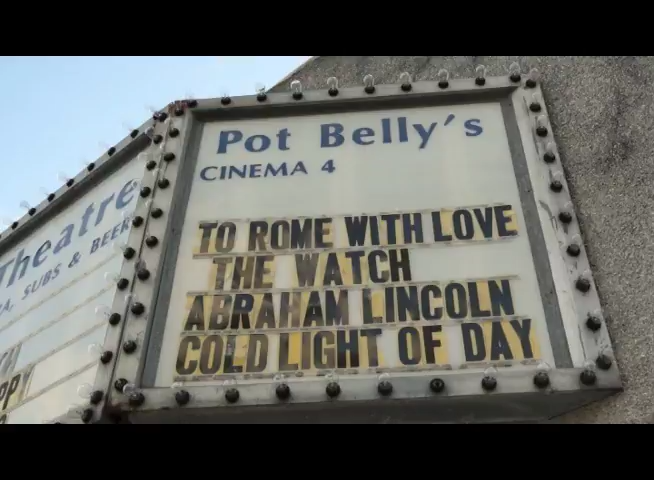 Pot Belly's
CINEMA 4
TO ROME WITH LOVE
THE WATCH
ABRAHAM LINCOLN
COLD LIGHT OF DAY
Theatre
SUBS & BEER